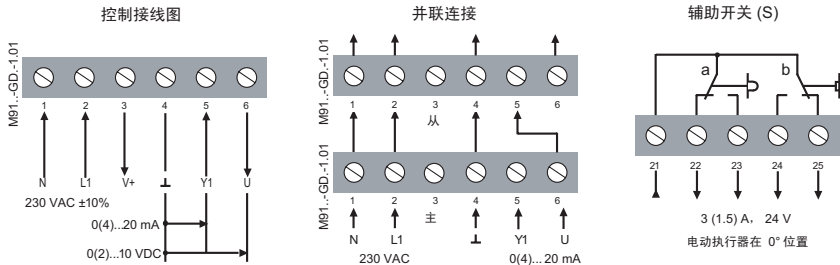 控制接线图
M91..-GD.-1.01
1 2 3 4 5 6
N L1 V+ ⊥ Y1 U
230 VAC ±10%
0(4)...20 mA
0(2)...10 VDC
并联连接
M91..-GD.-1.01
1 2 3 4 5 6
从
M91..-GD.-1.01
1 2 3 4 5 6
主
N L1 ⊥ Y1 U
230 VAC 0(4)...20 mA
辅助开关 (S)
a b
21 22 23 24 25
3 (1.5) A, 24 V
电动执行器在 0° 位置